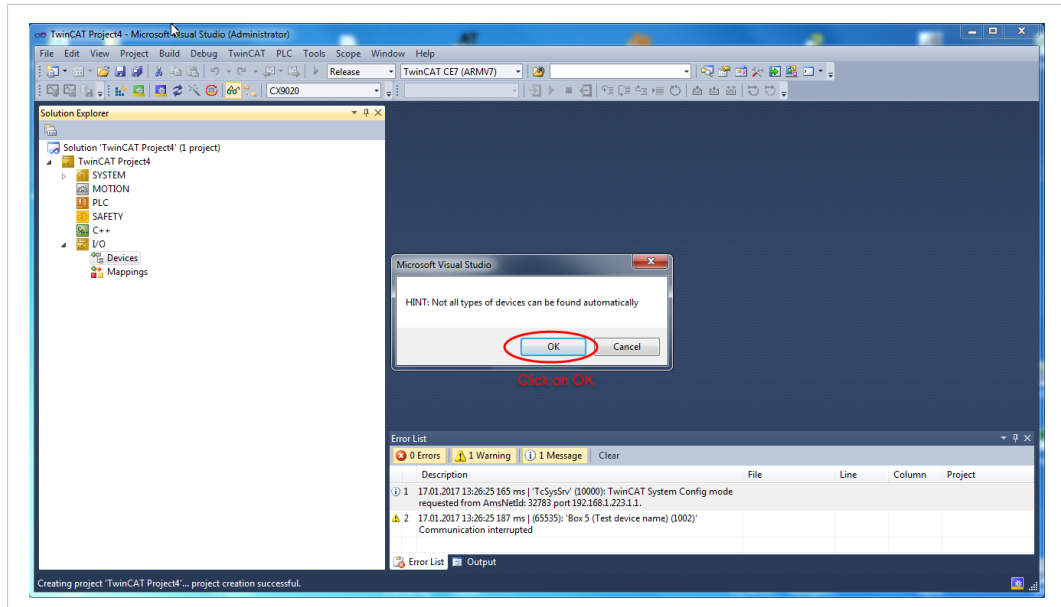 TwinCAT Project4 - Microsoft Visual Studio (Administrator)
File Edit View Project Build Debug TwinCAT PLC Tools Scope Window Help
Release TwinCAT CE7 (ARMV7)
CX9020
Solution Explorer
Solution 'TwinCAT Project4' (1 project)
TwinCAT Project4
SYSTEM
MOTION
PLC
SAFETY
C++
I/O
Devices
Mappings
Microsoft Visual Studio
HINT: Not all types of devices can be found automatically
OK Cancel
Click on OK
Error List
0 Errors 1 Warning 1 Message Clear
Description File Line Column Project
1 17.01.2017 13:26:25 165 ms | 'TcSysSrv' (10000): TwinCAT System Config mode
requested from AmsNetId: 32783 port 192.168.1.223.1.1.
2 17.01.2017 13:26:25 187 ms | (65535): 'Box 5 (Test device name) (1002)'
Communication interrupted
Error List Output
Creating project 'TwinCAT Project4'... project creation successful.